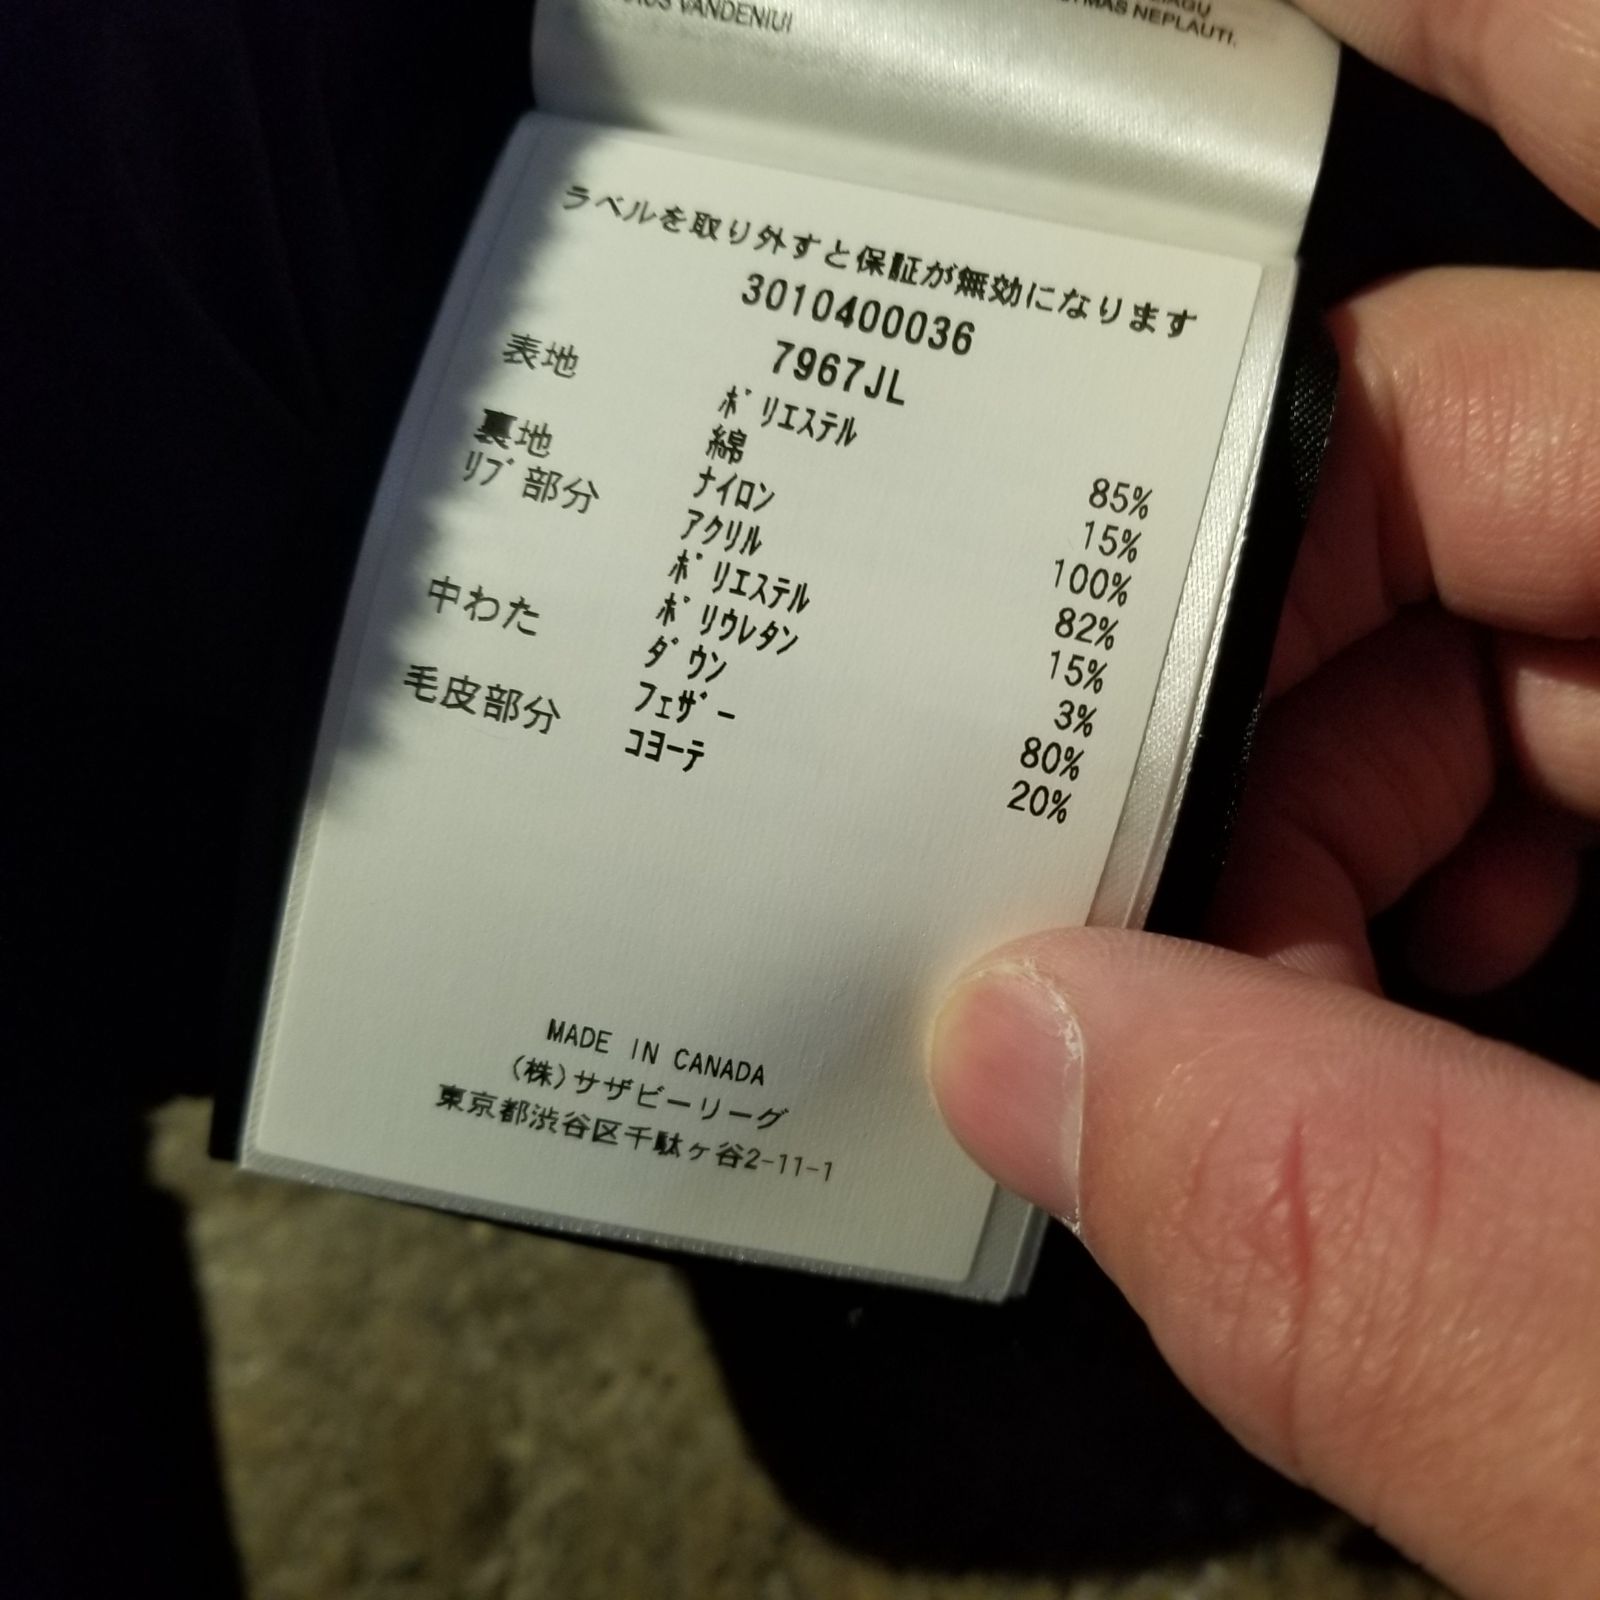 VANDENIUI
NEPLAUTI.
ラベルを取り外すと保証が無効になります
3010400036
7967JL
表地 ﾎﾟﾘｴｽﾃﾙ 85%
綿 15%
裏地 ﾅｲﾛﾝ 100%
ﾘﾌﾞ部分 ｱｸﾘﾙ 82%
ﾎﾟﾘｴｽﾃﾙ 15%
ﾎﾟﾘｳﾚﾀﾝ 3%
中わた ﾀﾞｳﾝ 80%
ﾌｪｻﾞｰ 20%
毛皮部分 ｺﾖｰﾃ
MADE IN CANADA
(株)サザビーリーグ
東京都渋谷区千駄ヶ谷2-11-1